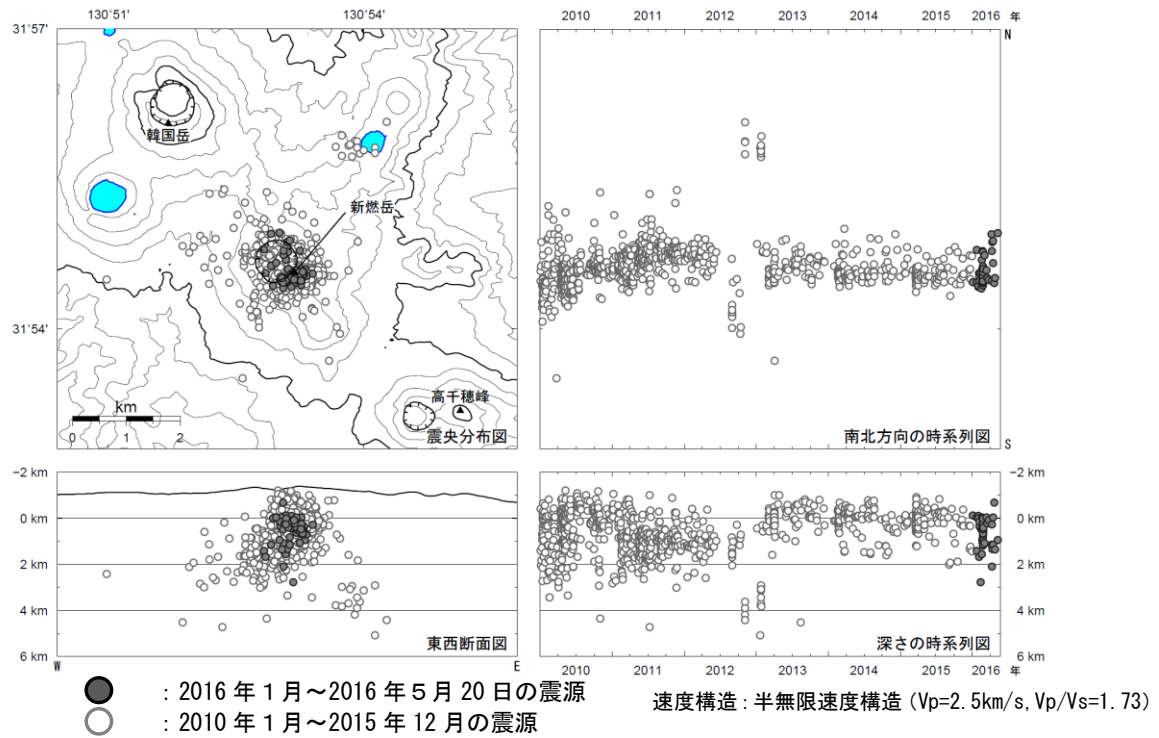 130°51' 130°54'
31°57'
韓国岳
新燃岳
31°54'
高千穂峰
km
0 1 2
震央分布図
2010 2011 2012 2013 2014 2015 2016 年
N
南北方向の時系列図
S
-2 km
0 km
2 km
4 km
6 km
W E
東西断面図
-2 km
0 km
2 km
4 km
6 km
深さの時系列図
2010 2011 2012 2013 2014 2015 2016 年
：2016 年１月～2016 年５月 20 日の震源
：2010 年１月～2015 年 12 月の震源
速度構造：半無限速度構造（Vp=2.5km/s,Vp/Vs=1.73）